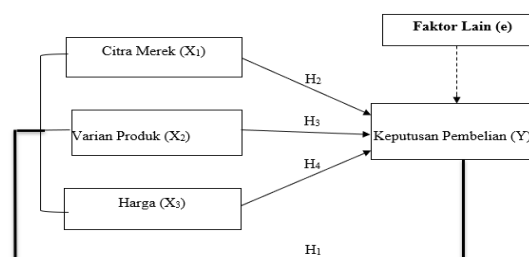 Faktor Lain (e)
Citra Merek (X₁)
H₂
Varian Produk (X₂)
H₃
Keputusan Pembelian (Y)
H₄
Harga (X₃)
H₁